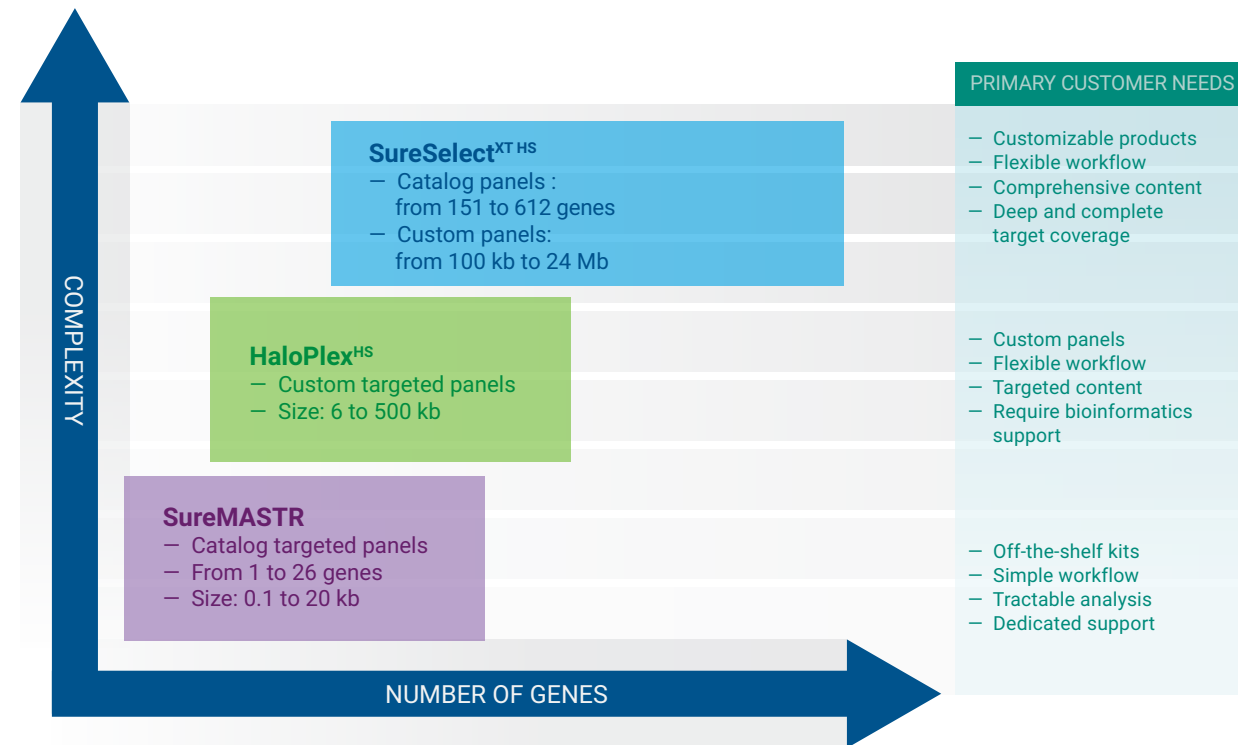 PRIMARY CUSTOMER NEEDS
SureSelectXT HS
— Catalog panels :
from 151 to 612 genes
— Custom panels:
from 100 kb to 24 Mb
— Customizable products
— Flexible workflow
— Comprehensive content
— Deep and complete
target coverage
COMPLEXITY
HaloPlexHS
— Custom targeted panels
— Size: 6 to 500 kb
— Custom panels
— Flexible workflow
— Targeted content
— Require bioinformatics
support
SureMASTR
— Catalog targeted panels
— From 1 to 26 genes
— Size: 0.1 to 20 kb
— Off-the-shelf kits
— Simple workflow
— Tractable analysis
— Dedicated support
NUMBER OF GENES